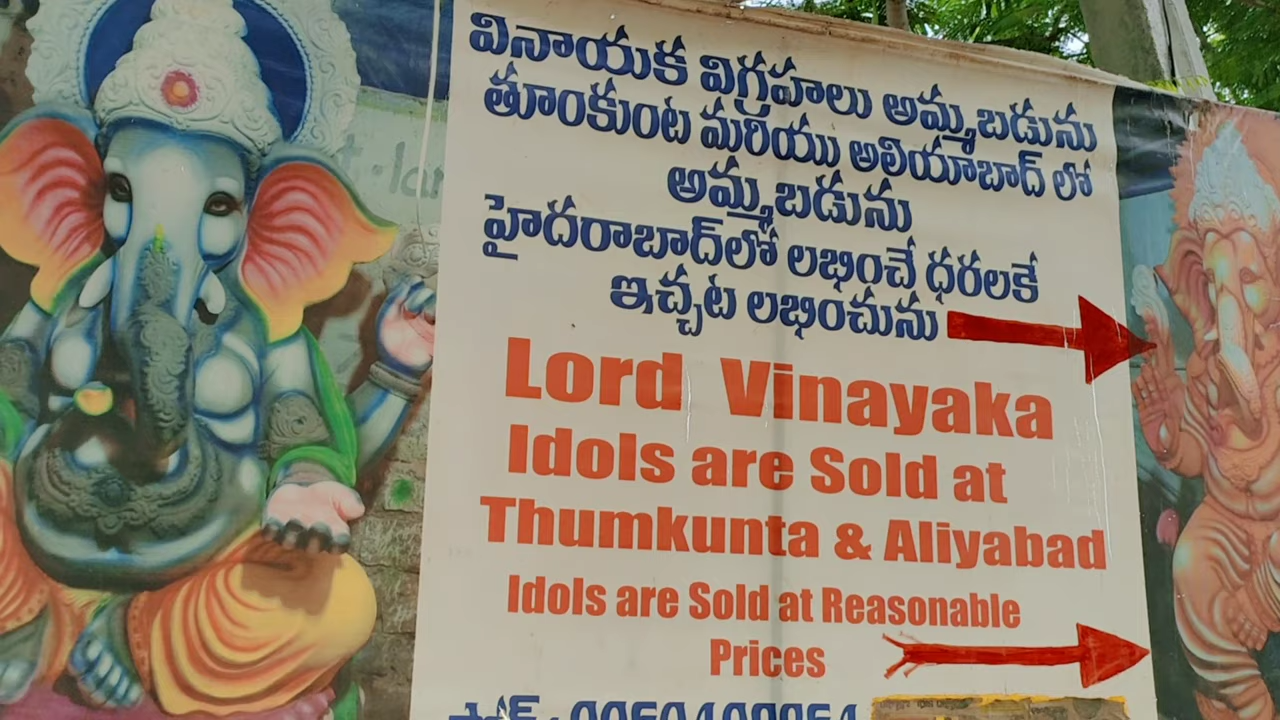 వినాయక విగ్రహాలు అమ్మబడును
తూంకుంట మరియు అలియాబాద్ లో
అమ్మబడును
హైదరాబాద్‌లో లభించే ధరలకే
ఇచ్చట లభించును
Lord Vinayaka
Idols are Sold at
Thumkunta & Aliyabad
Idols are Sold at Reasonable
Prices